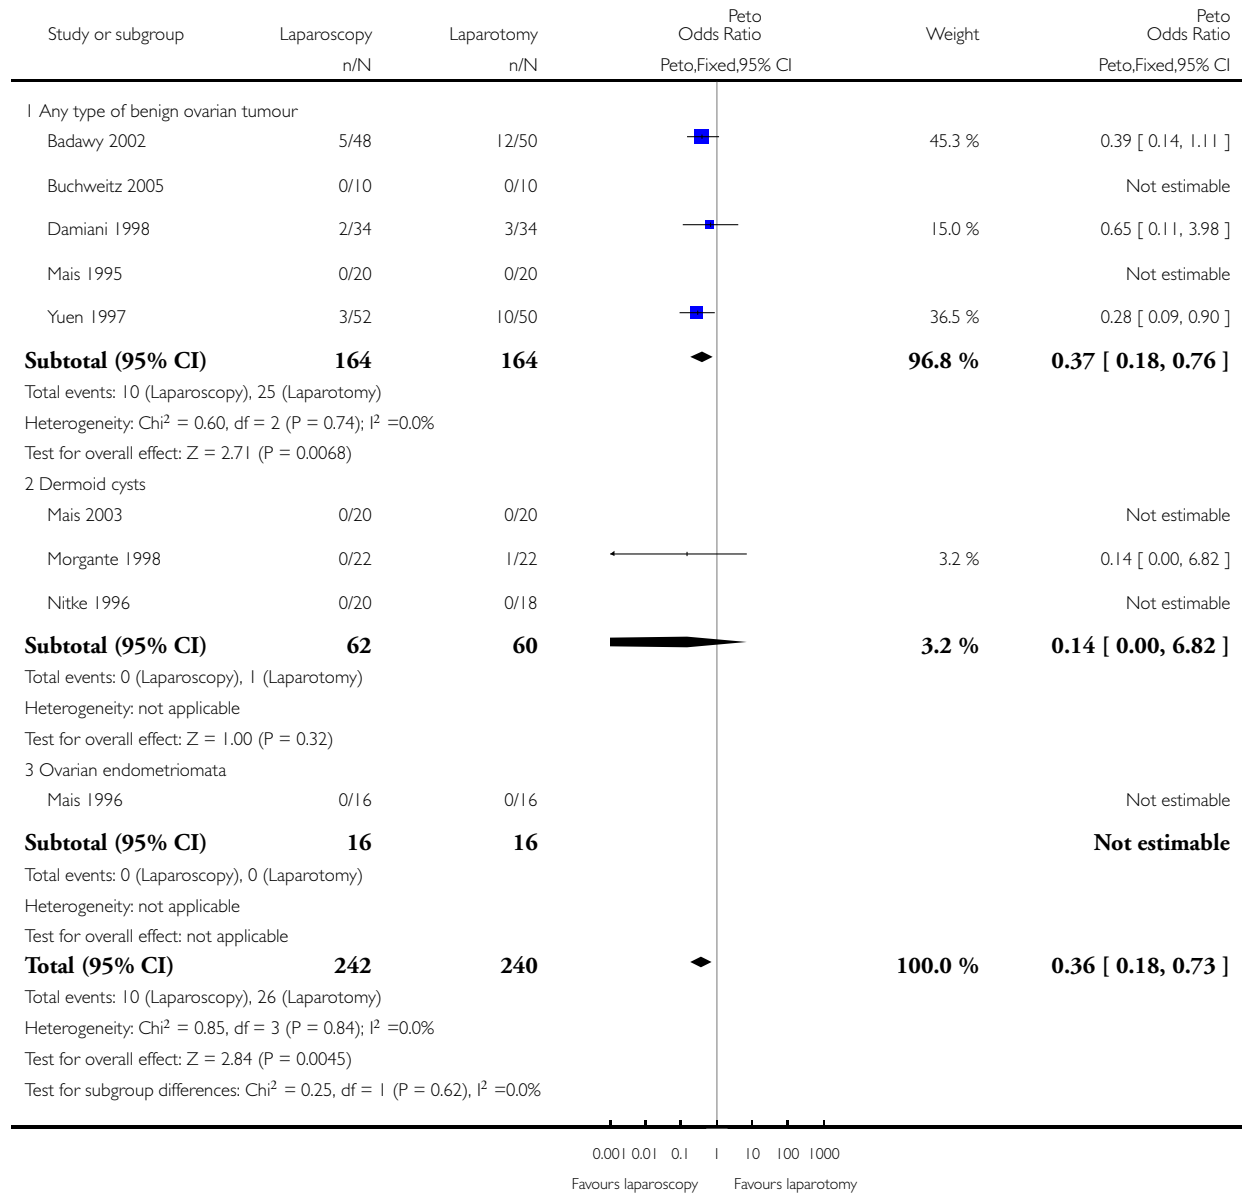 Peto Peto
Study or subgroup Laparoscopy Laparotomy Odds Ratio Weight Odds Ratio
n/N n/N Peto,Fixed,95% CI Peto,Fixed,95% CI
1 Any type of benign ovarian tumour
Badawy 2002 5/48 12/50 45.3 % 0.39 [ 0.14, 1.11 ]
Buchweitz 2005 0/10 0/10 Not estimable
Damiani 1998 2/34 3/34 15.0 % 0.65 [ 0.11, 3.98 ]
Mais 1995 0/20 0/20 Not estimable
Yuen 1997 3/52 10/50 36.5 % 0.28 [ 0.09, 0.90 ]
Subtotal (95% CI) 164 164 96.8 % 0.37 [ 0.18, 0.76 ]
Total events: 10 (Laparoscopy), 25 (Laparotomy)
Heterogeneity: Chi² = 0.60, df = 2 (P = 0.74); I² =0.0%
Test for overall effect: Z = 2.71 (P = 0.0068)
2 Dermoid cysts
Mais 2003 0/20 0/20 Not estimable
Morgante 1998 0/22 1/22 3.2 % 0.14 [ 0.00, 6.82 ]
Nitke 1996 0/20 0/18 Not estimable
Subtotal (95% CI) 62 60 3.2 % 0.14 [ 0.00, 6.82 ]
Total events: 0 (Laparoscopy), 1 (Laparotomy)
Heterogeneity: not applicable
Test for overall effect: Z = 1.00 (P = 0.32)
3 Ovarian endometriomata
Mais 1996 0/16 0/16 Not estimable
Subtotal (95% CI) 16 16 Not estimable
Total events: 0 (Laparoscopy), 0 (Laparotomy)
Heterogeneity: not applicable
Test for overall effect: not applicable
Total (95% CI) 242 240 100.0 % 0.36 [ 0.18, 0.73 ]
Total events: 10 (Laparoscopy), 26 (Laparotomy)
Heterogeneity: Chi² = 0.85, df = 3 (P = 0.84); I² =0.0%
Test for overall effect: Z = 2.84 (P = 0.0045)
Test for subgroup differences: Chi² = 0.25, df = 1 (P = 0.62), I² =0.0%
0.001 0.01 0.1 1 10 100 1000
Favours laparoscopy Favours laparotomy